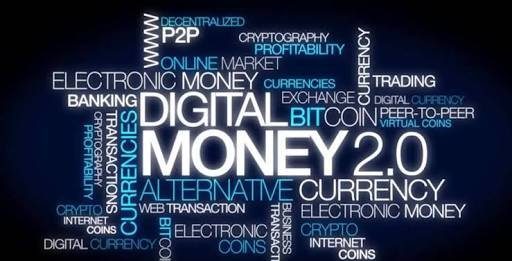 DECENTRALIZED
WWW
P2P
CRYPTOGRAPHY
PROFITABILITY
CURRENCY
ONLINE MARKET
ELECTRONIC MONEY
CURRENCIES
TRADING
BANKING
DIGITAL
EXCHANGE
DIGITAL CURRENCY
BITCOIN
PEER-TO-PEER
VIRTUAL COINS
CRYPTOGRAPHY
PROFITABILITY
TRANSACTIONS
CURRENCIES
MONEY 2.0
ALTERNATIVE CURRENCY
CRYPTO
WEB TRANSACTION
BITCOIN
BUSINESS
TRANSACTIONS
ELECTRONIC MONEY
INTERNET
COINS
ELECTRONIC
COINS
CRYPTO
INTERNET
COINS
DIGITAL CURRENCY